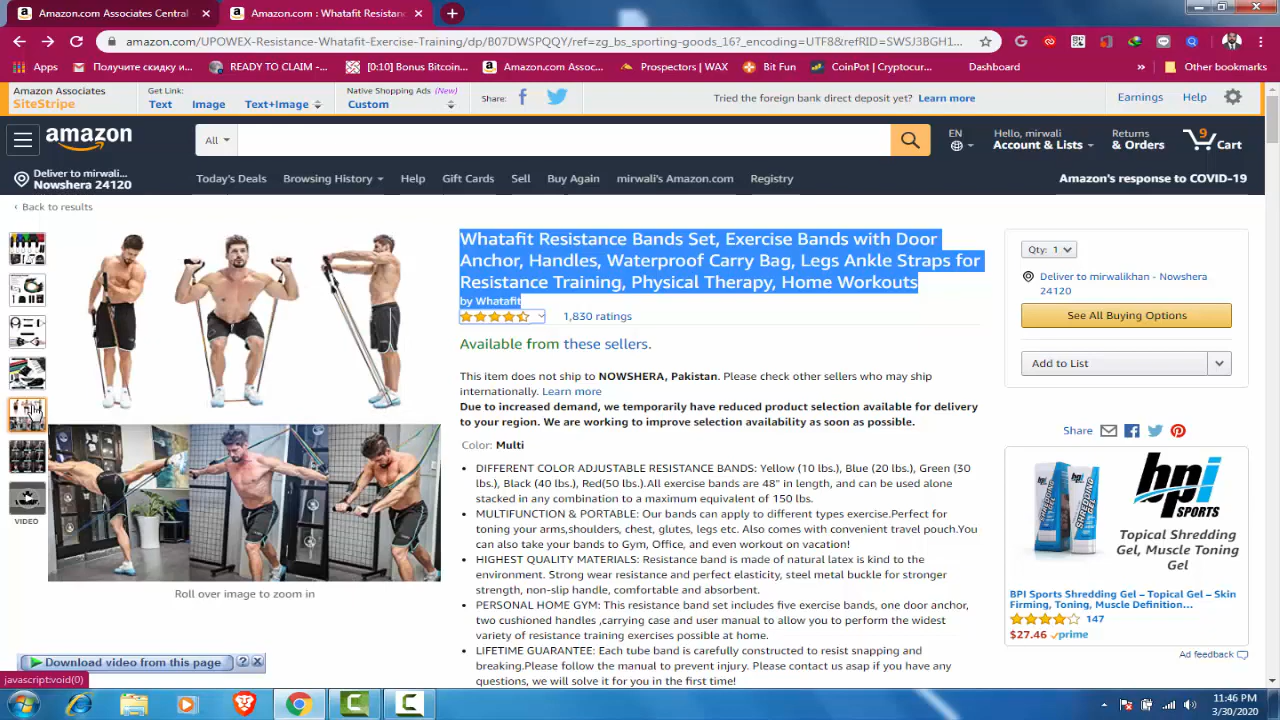 Amazon.com Associates Central
Amazon.com : Whatafit Resistanc
amazon.com/UPOWEX-Resistance-Whatafit-Exercise-Training/dp/B07DWSPQQY/ref=zg_bs_sporting-goods_16?_encoding=UTF8&refRID=SWSJ3BGH1...
Apps
Получите скидку и...
READY TO CLAIM -...
[0:10] Bonus Bitcoin...
Amazon.com Assoc...
Prospectors | WAX
Bit Fun
CoinPot | Cryptocur...
Dashboard
»
Other bookmarks
Amazon Associates
SiteStripe
Get Link:
Text Image Text+Image
Native Shopping Ads (New)
Custom
Share:
Tried the foreign bank direct deposit yet? Learn more
Earnings Help
amazon
All
EN
Hello, mirwali
Account & Lists
Returns
& Orders
9
Cart
Deliver to mirwali...
Nowshera 24120
Today's Deals Browsing History Help Gift Cards Sell Buy Again mirwali's Amazon.com Registry
Amazon's response to COVID-19
‹ Back to results
VIDEO
Roll over image to zoom in
Whatafit Resistance Bands Set, Exercise Bands with Door
Anchor, Handles, Waterproof Carry Bag, Legs Ankle Straps for
Resistance Training, Physical Therapy, Home Workouts
by Whatafit
1,830 ratings
Available from these sellers.
This item does not ship to NOWSHERA, Pakistan. Please check other sellers who may ship
internationally. Learn more
Due to increased demand, we temporarily have reduced product selection available for delivery
to your region. We are working to improve selection availability as soon as possible.
Color: Multi
• DIFFERENT COLOR ADJUSTABLE RESISTANCE BANDS: Yellow (10 lbs.), Blue (20 lbs.), Green (30
lbs.), Black (40 lbs.), Red(50 lbs.).All exercise bands are 48" in length, and can be used alone
stacked in any combination to a maximum equivalent of 150 lbs.
• MULTIFUNCTION & PORTABLE: Our bands can apply to different types exercise.Perfect for
toning your arms,shoulders, chest, glutes, legs etc. Also comes with convenient travel pouch.You
can also take your bands to Gym, Office, and even workout on vacation!
• HIGHEST QUALITY MATERIALS: Resistance band is made of natural latex is kind to the
environment. Strong wear resistance and perfect elasticity, steel metal buckle for stronger
strength, non-slip handle, comfortable and absorbent.
• PERSONAL HOME GYM: This resistance band set includes five exercise bands, one door anchor,
two cushioned handles ,carrying case and user manual to allow you to perform the widest
variety of resistance training exercises possible at home.
• LIFETIME GUARANTEE: Each tube band is carefully constructed to resist snapping and
breaking.Please follow the manual to prevent injury. Please contact us asap if you have any
questions, we will solve it for you in the first time!
Qty: 1
Deliver to mirwalikhan - Nowshera
24120
See All Buying Options
Add to List
Share
hpi
SPORTS
Topical Shredding
Gel, Muscle Toning
Gel
BPI Sports Shredding Gel – Topical Gel – Skin
Firming, Toning, Muscle Definition...
147
$27.46 prime
Ad feedback
Download video from this page ?
javascript:void(0)
11:46 PM
3/30/2020